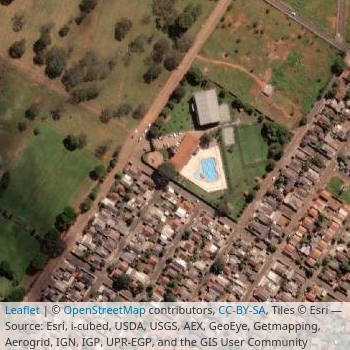 Leaflet | © OpenStreetMap contributors, CC-BY-SA, Tiles © Esri —
Source: Esri, i-cubed, USDA, USGS, AEX, GeoEye, Getmapping,
Aerogrid, IGN, IGP, UPR-EGP, and the GIS User Community